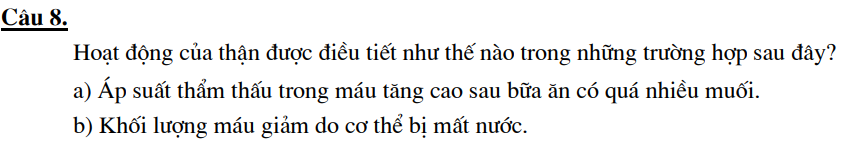 Câu 8.
Hoạt động của thận được điều tiết như thế nào trong những trường hợp sau đây?
a) Áp suất thẩm thấu trong máu tăng cao sau bữa ăn có quá nhiều muối.
b) Khối lượng máu giảm do cơ thể bị mất nước.